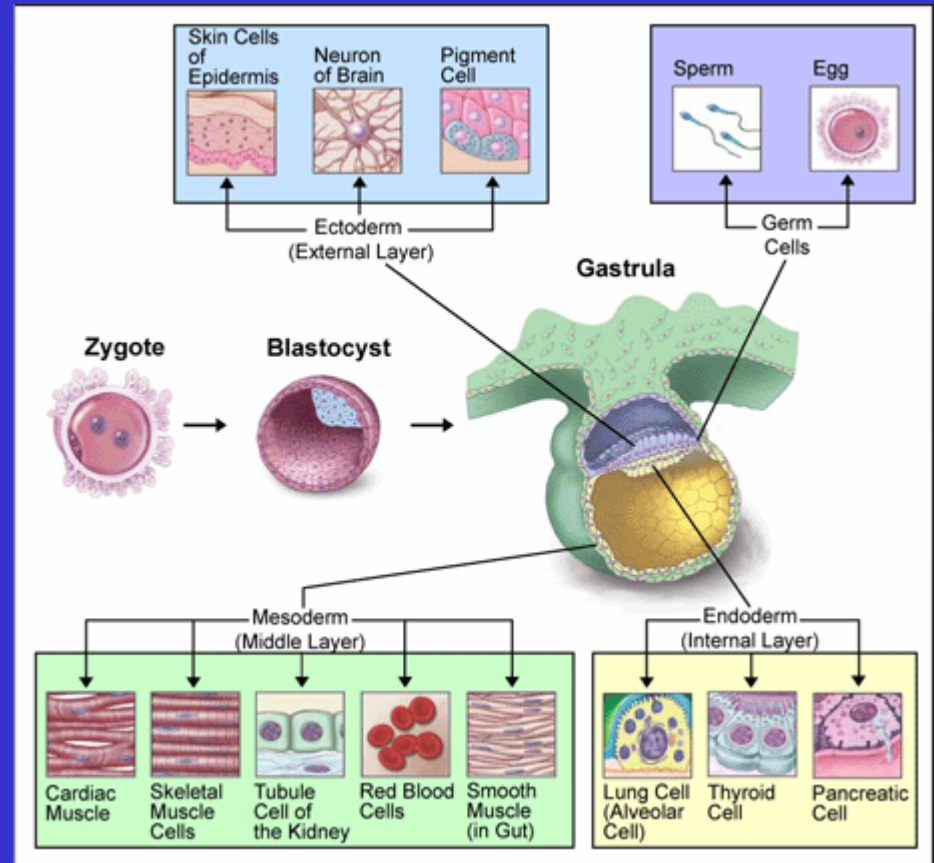 Skin Cells
of
Epidermis
Neuron
of Brain
Pigment
Cell
Sperm
Egg
Ectoderm
(External Layer)
Germ
Cells
Gastrula
Zygote
Blastocyst
Mesoderm
(Middle Layer)
Endoderm
(Internal Layer)
Cardiac
Muscle
Skeletal
Muscle
Cells
Tubule
Cell of
the Kidney
Red Blood
Cells
Smooth
Muscle
(in Gut)
Lung Cell
(Alveolar
Cell)
Thyroid
Cell
Pancreatic
Cell